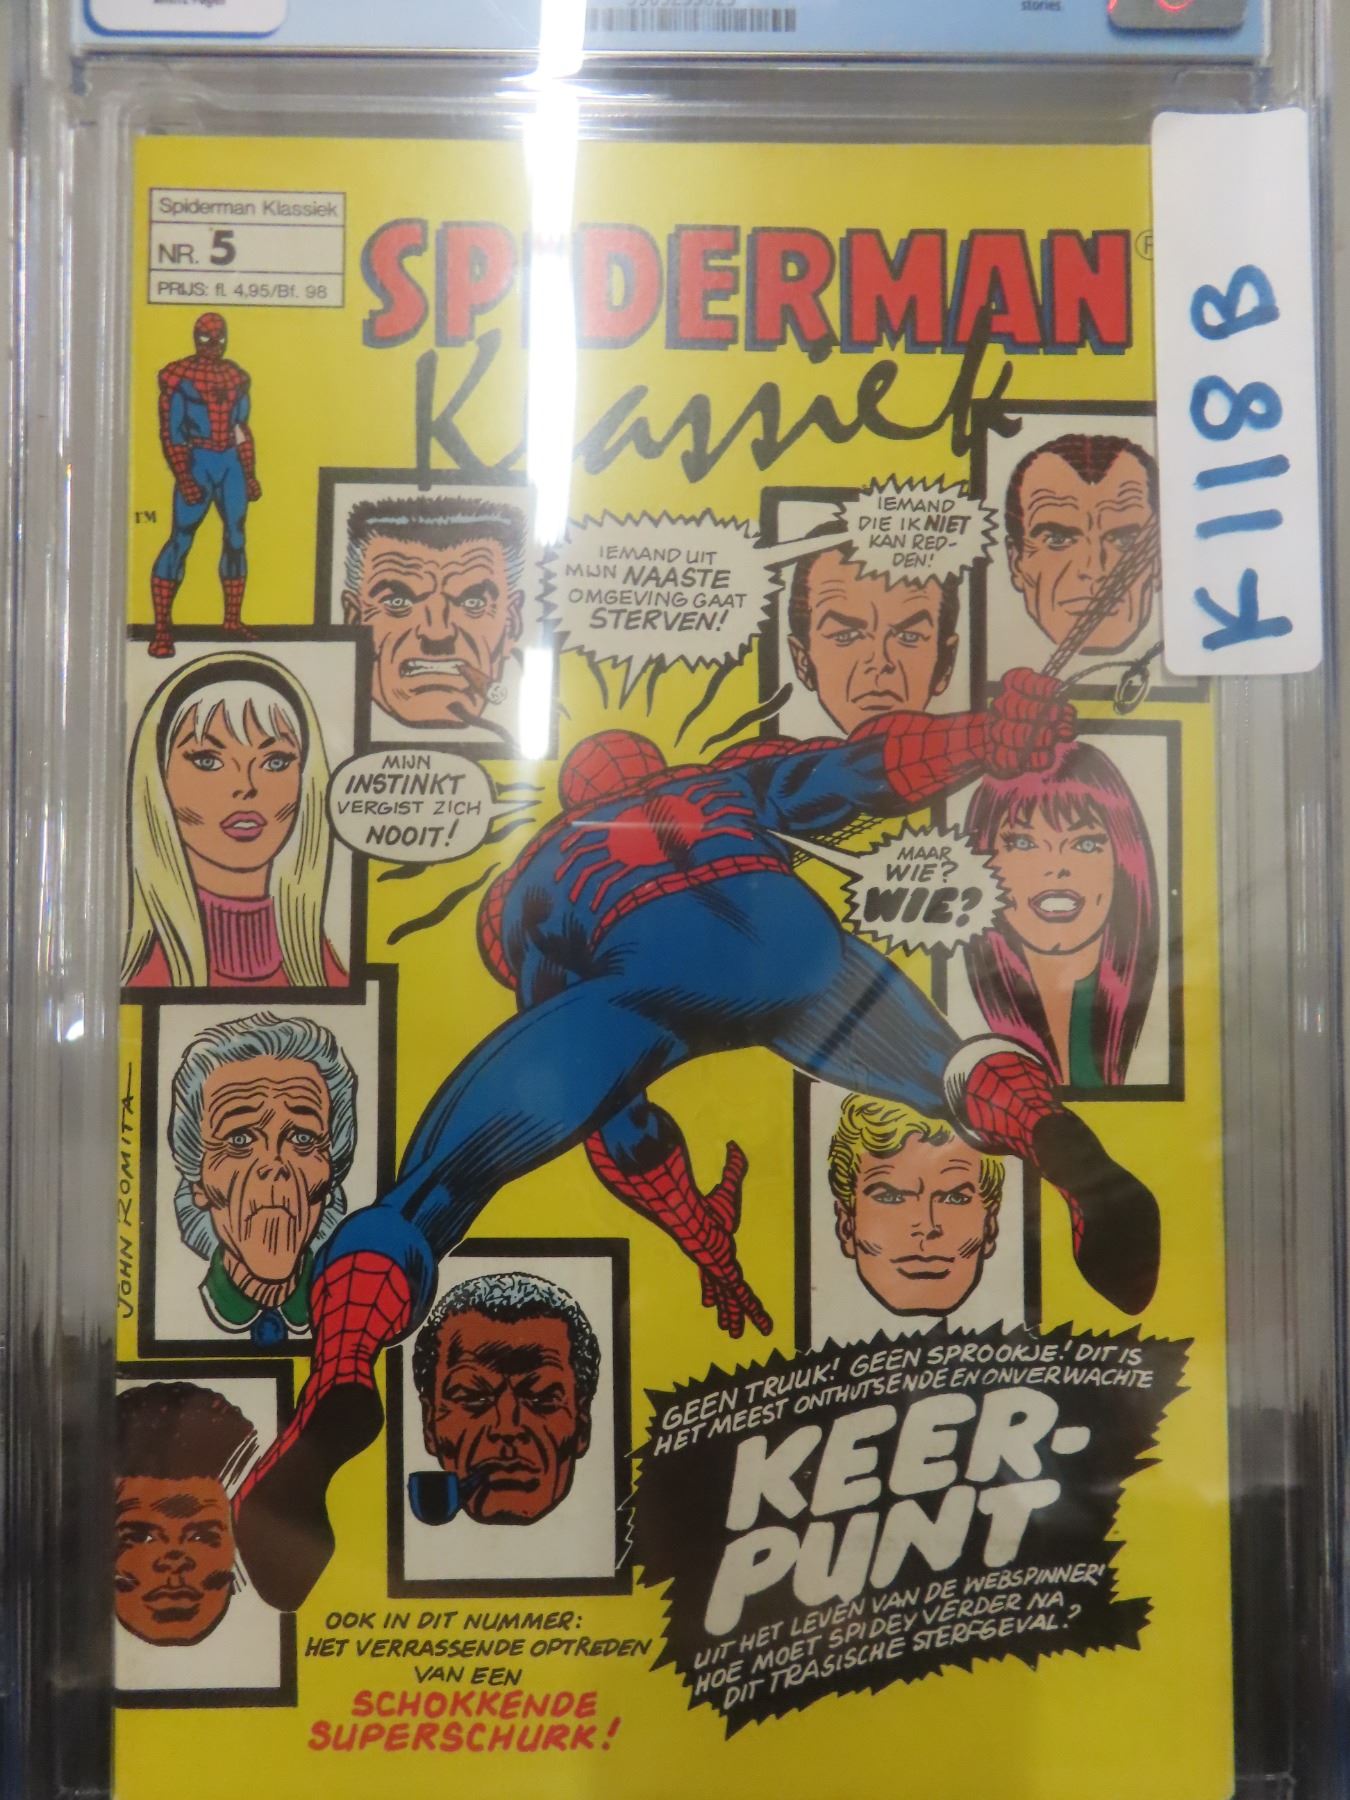 stories.
Spiderman Klassiek
NR. 5
PRIJS: fl. 4,95/Bf. 98
SPIDERMAN®
Klassiek
TM
IEMAND UIT
MIJN NAASTE
OMGEVING GAAT
STERVEN!
IEMAND
DIE IK NIET
KAN RED-
DEN!
MIJN
INSTINKT
VERGIST ZICH
NOOIT!
MAAR
WIE?
WIE?
JOHN ROMITA
GEEN TRUUK! GEEN SPROOKJE! DIT IS
HET MEEST ONTHUTSENDE EN ONVERWACHTE
KEER-
PUNT
UIT HET LEVEN VAN DE WEBSPINNER!
HOE MOET SPIDEY VERDER NA
DIT TRASISCHE STERFGEVAL?
OOK IN DIT NUMMER:
HET VERRASSENDE OPTREDEN
VAN EEN
SCHOKKENDE
SUPERSCHURK!
K118B